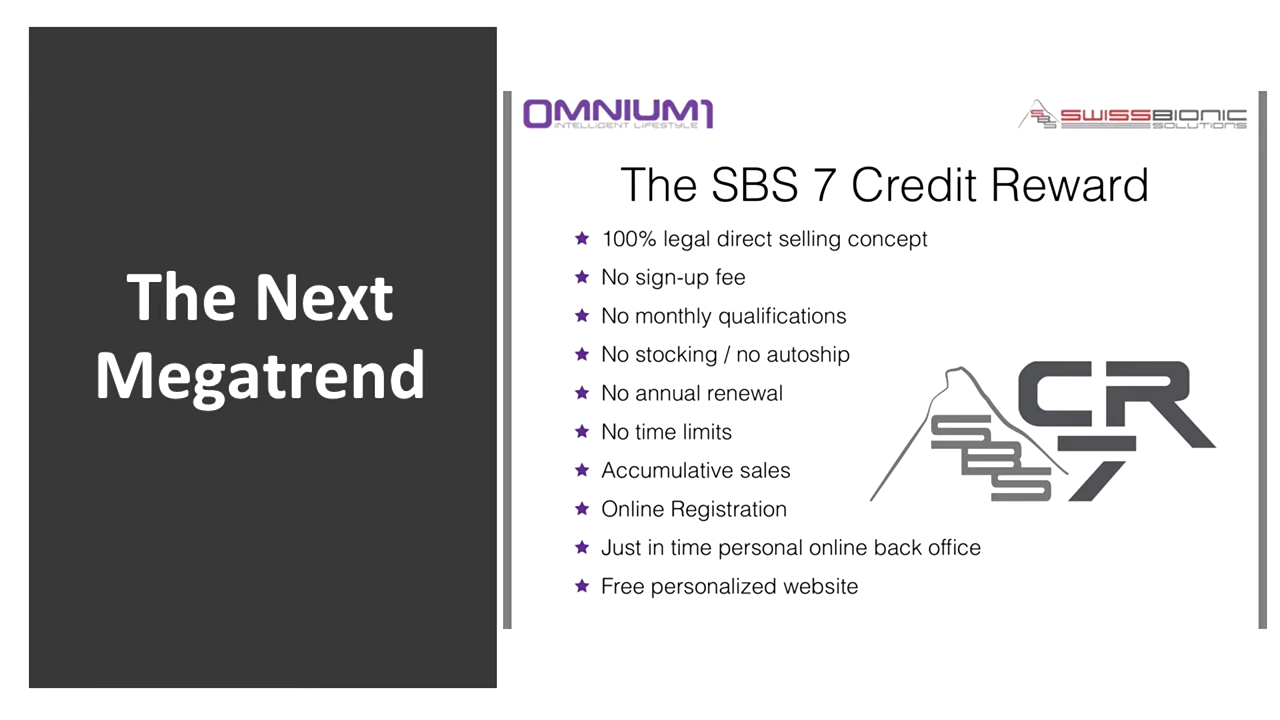 The Next
Megatrend
OMNIUM1
INTELLIGENT LIFESTYLE
SBS SWISSBIONIC
SOLUTIONS
The SBS 7 Credit Reward
★ 100% legal direct selling concept
★ No sign-up fee
★ No monthly qualifications
★ No stocking / no autoship
★ No annual renewal
★ No time limits
★ Accumulative sales
★ Online Registration
★ Just in time personal online back office
★ Free personalized website
SBS
CR
7